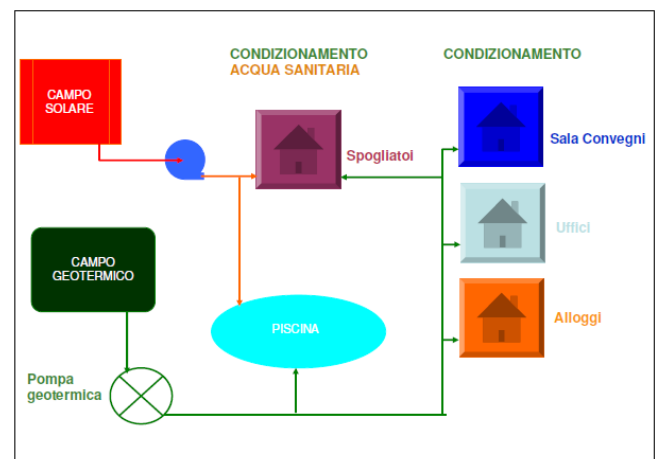 CONDIZIONAMENTO
ACQUA SANITARIA
CONDIZIONAMENTO
CAMPO
SOLARE
Spogliatoi
Sala Convegni
Uffici
CAMPO
GEOTERMICO
PISCINA
Alloggi
Pompa
geotermica